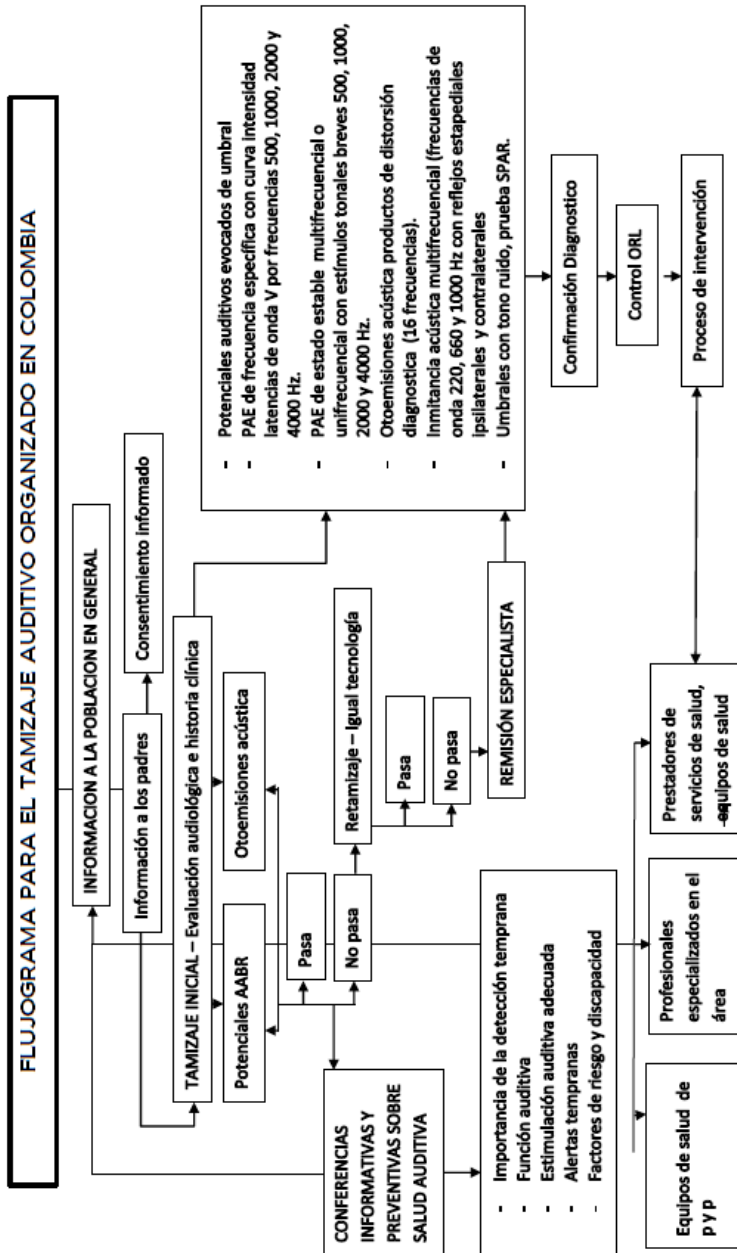 FLUJOGRAMA PARA EL TAMIZAJE AUDITIVO ORGANIZADO EN COLOMBIA
INFORMACION A LA POBLACION EN GENERAL
Información a los padres
Consentimiento informado
TAMIZAJE INICIAL – Evaluación audiológica e historia clínica
Potenciales AABR
Otoemisiones acústica
Pasa
No pasa
Retamizaje – Igual tecnología
Pasa
No pasa
REMISIÓN ESPECIALISTA
- Potenciales auditivos evocados de umbral
- PAE de frecuencia específica con curva intensidad
latencias de onda V por frecuencias 500, 1000, 2000 y
4000 Hz.
- PAE de estado estable multifrecuencial o
unifrecuencial con estímulos tonales breves 500, 1000,
2000 y 4000 Hz.
- Otoemisiones acústica productos de distorsión
diagnostica (16 frecuencias).
- Inmitancia acústica multifrecuencial (frecuencias de
onda 220, 660 y 1000 Hz con reflejos estapediales
ipsilaterales y contralaterales
- Umbrales con tono ruido, prueba SPAR.
Confirmación Diagnostico
Control ORL
Proceso de intervención
CONFERENCIAS
INFORMATIVAS Y
PREVENTIVAS SOBRE
SALUD AUDITIVA
- Importancia de la detección temprana
- Función auditiva
- Estimulación auditiva adecuada
- Alertas tempranas
- Factores de riesgo y discapacidad
Equipos de salud de
p y p
Profesionales
especializados en el
área
Prestadores de
servicios de salud,
equipos de salud